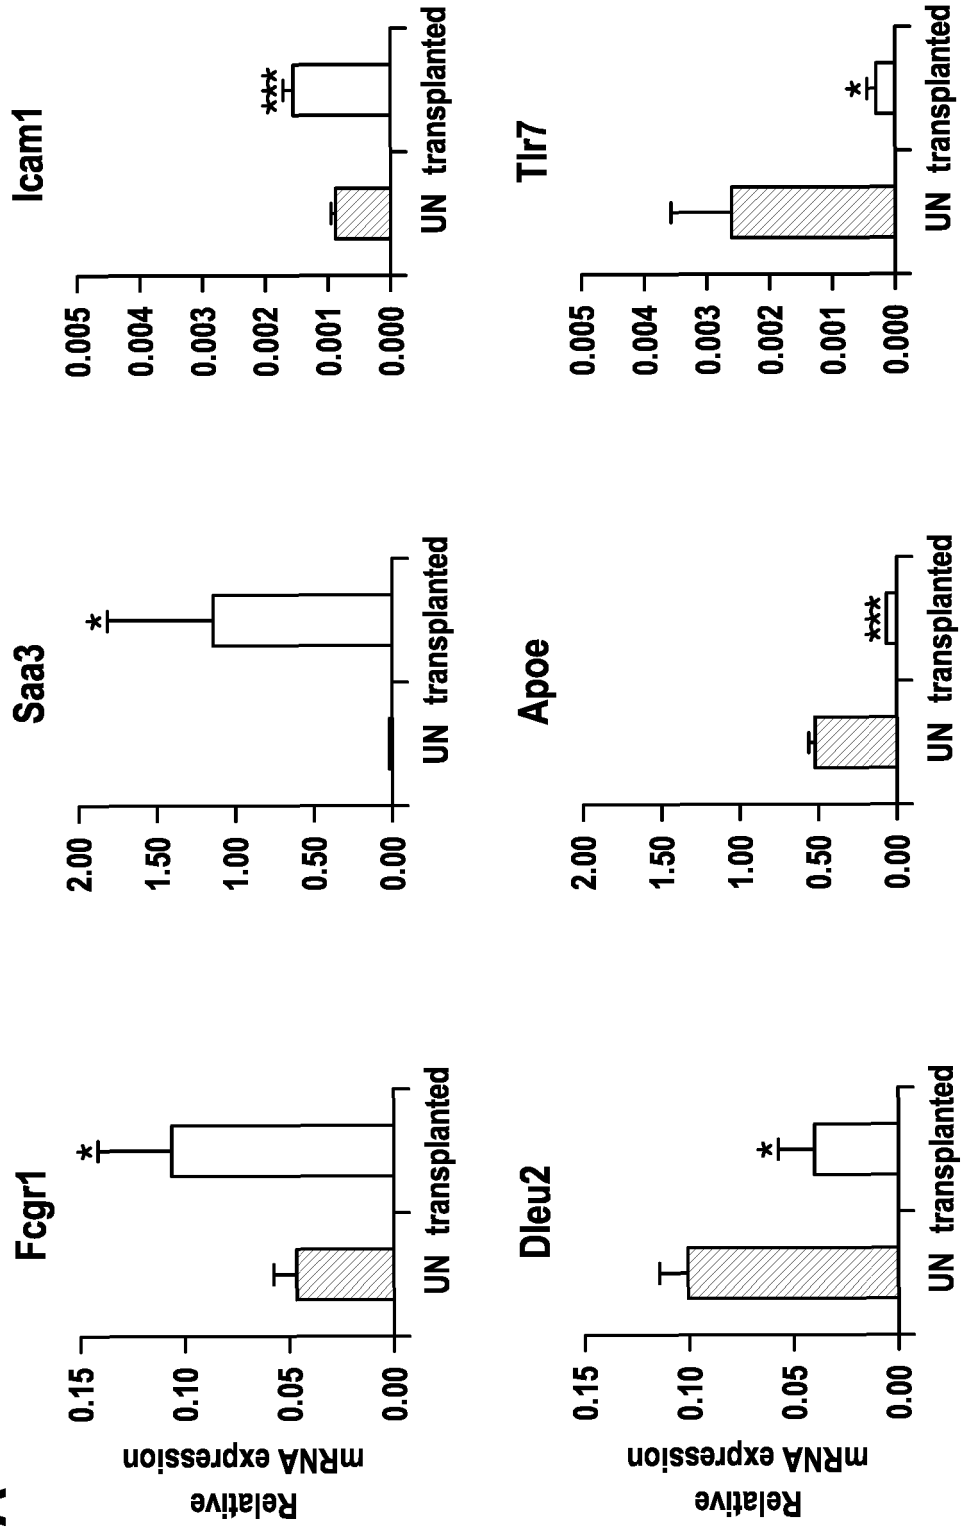 Fcgr1
Relative
mRNA expression
0.15
0.10
0.05
0.00
*
UN transplanted
Saa3
2.00
1.50
1.00
0.50
0.00
*
UN transplanted
Icam1
0.005
0.004
0.003
0.002
0.001
0.000
***
UN transplanted
Dleu2
Relative
mRNA expression
0.15
0.10
0.05
0.00
*
UN transplanted
Apoe
2.00
1.50
1.00
0.50
0.00
***
UN transplanted
Tlr7
0.005
0.004
0.003
0.002
0.001
0.000
*
UN transplanted